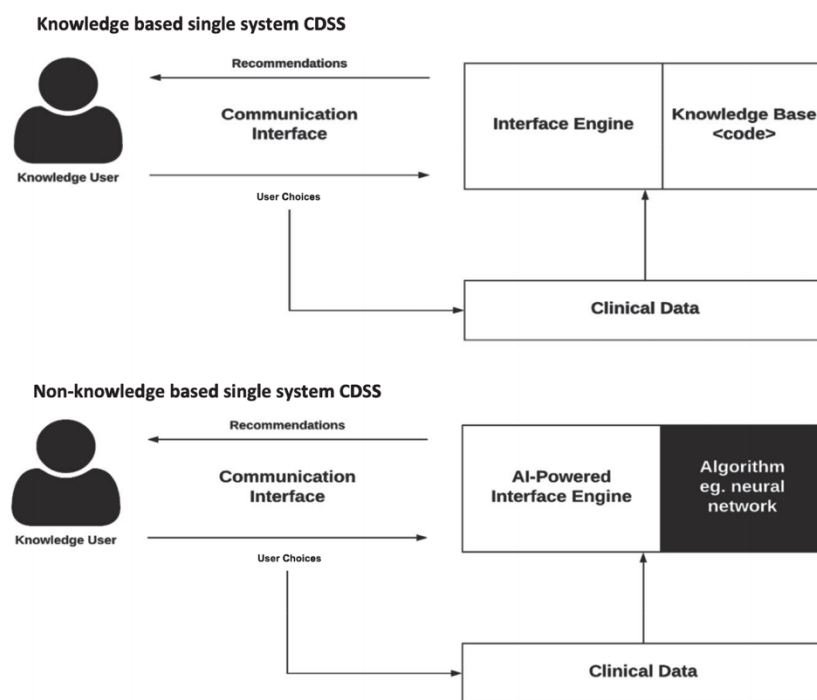 Knowledge based single system CDSS
Recommendations
Communication
Interface
Knowledge User
User Choices
Interface Engine
Knowledge Base
<code>
Clinical Data
Non-knowledge based single system CDSS
Recommendations
Communication
Interface
Knowledge User
User Choices
AI-Powered
Interface Engine
Algorithm
eg. neural
network
Clinical Data